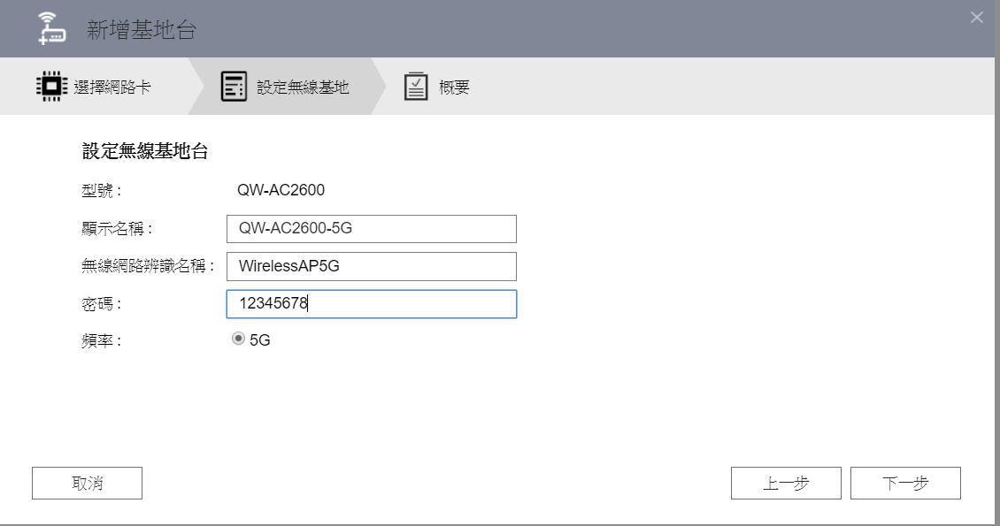 新增基地台
選擇網路卡
設定無線基地
概要
設定無線基地台
型號 : QW-AC2600
顯示名稱 : QW-AC2600-5G
無線網路辨識名稱 : WirelessAP5G
密碼 : 12345678
頻率 : 5G
取消
上一步
下一步